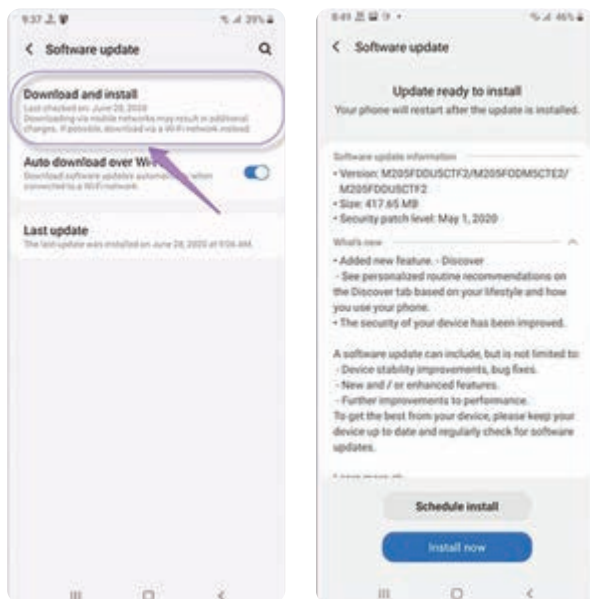 9:37
39%
Software update
Download and install
Last checked on: June 28, 2020
Downloading via mobile networks may result in additional
charges. If possible, download via a Wi-Fi network instead.
Auto download over Wi-
Download software updates automatically when
connected to a Wi-Fi network.
Last update
The last update was installed on June 28, 2020 at 9:06 AM.
8:49
46%
Software update
Update ready to install
Your phone will restart after the update is installed.
Software update information
• Version: M205FDDU5CTF2/M205FODM5CTE2/
M205FDDU5CTF2
• Size: 417.65 MB
• Security patch level: May 1, 2020
What's new
• Added new feature. - Discover
- See personalized routine recommendations on
the Discover tab based on your lifestyle and how
you use your phone.
• The security of your device has been improved.
A software update can include, but is not limited to:
- Device stability improvements, bug fixes.
- New and / or enhanced features.
- Further improvements to performance.
To get the best from your device, please keep your
device up to date and regularly check for software
updates.
Schedule install
Install now